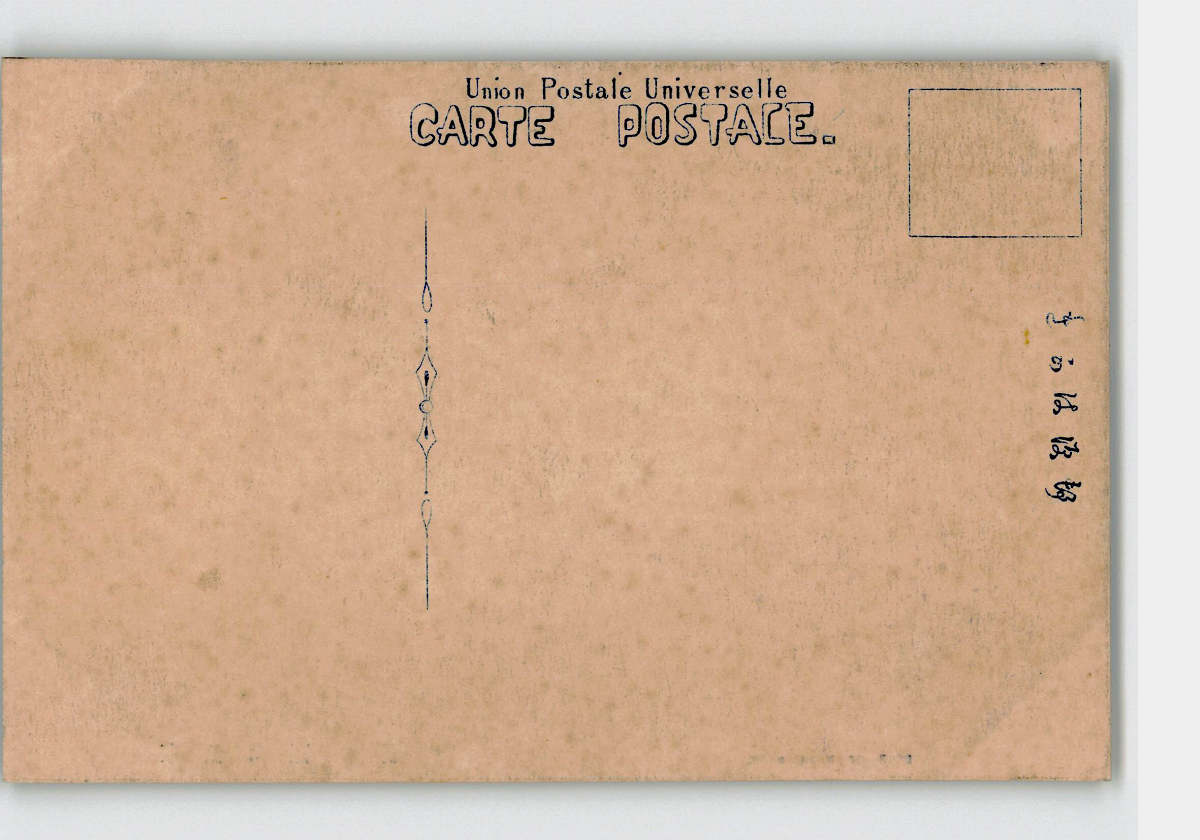 Union Postale Universelle
CARTE POSTALE.
きかは便郵